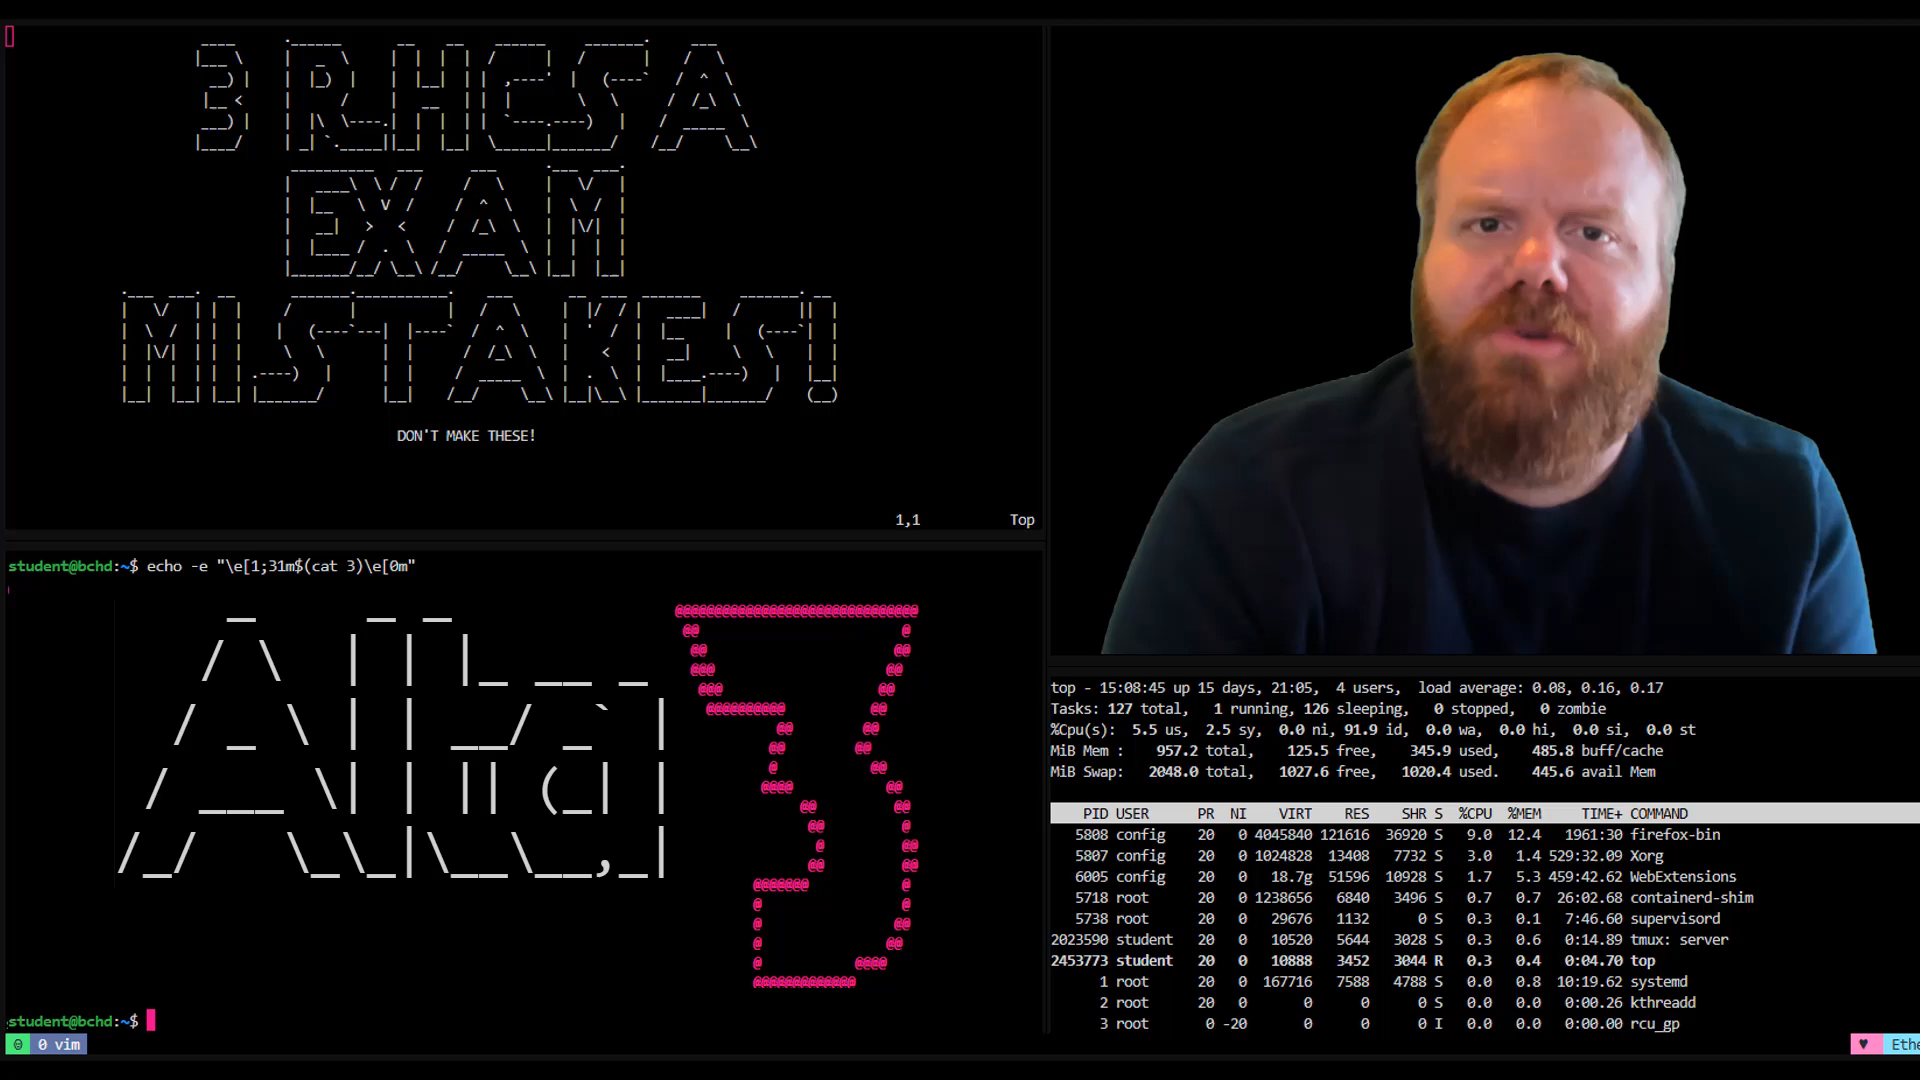 3 RHCSA
EXAM
MISTAKES!
DON'T MAKE THESE!
1,1 Top
student@bchd:~$ echo -e "\e[1;31m$(cat 3)\e[0m"
Alta3
student@bchd:~$
0 vim
top - 15:08:45 up 15 days, 21:05, 4 users, load average: 0.08, 0.16, 0.17
Tasks: 127 total, 1 running, 126 sleeping, 0 stopped, 0 zombie
%Cpu(s): 5.5 us, 2.5 sy, 0.0 ni, 91.9 id, 0.0 wa, 0.0 hi, 0.0 si, 0.0 st
MiB Mem : 957.2 total, 125.5 free, 345.9 used, 485.8 buff/cache
MiB Swap: 2048.0 total, 1027.6 free, 1020.4 used. 445.6 avail Mem
PID USER PR NI VIRT RES SHR S %CPU %MEM TIME+ COMMAND
5808 config 20 0 4045840 121616 36920 S 9.0 12.4 1961:30 firefox-bin
5807 config 20 0 1024828 13408 7732 S 3.0 1.4 529:32.09 Xorg
6005 config 20 0 18.7g 51596 10928 S 1.7 5.3 459:42.62 WebExtensions
5718 root 20 0 1238656 6840 3496 S 0.7 0.7 26:02.68 containerd-shim
5738 root 20 0 29676 1132 0 S 0.3 0.1 7:46.60 supervisord
2023590 student 20 0 10520 5644 3028 S 0.3 0.6 0:14.89 tmux: server
2453773 student 20 0 10888 3452 3044 R 0.3 0.4 0:04.70 top
1 root 20 0 167716 7588 4788 S 0.0 0.8 10:19.62 systemd
2 root 20 0 0 0 0 S 0.0 0.0 0:00.26 kthreadd
3 root 0 -20 0 0 0 I 0.0 0.0 0:00.00 rcu_gp
♥ Ethe